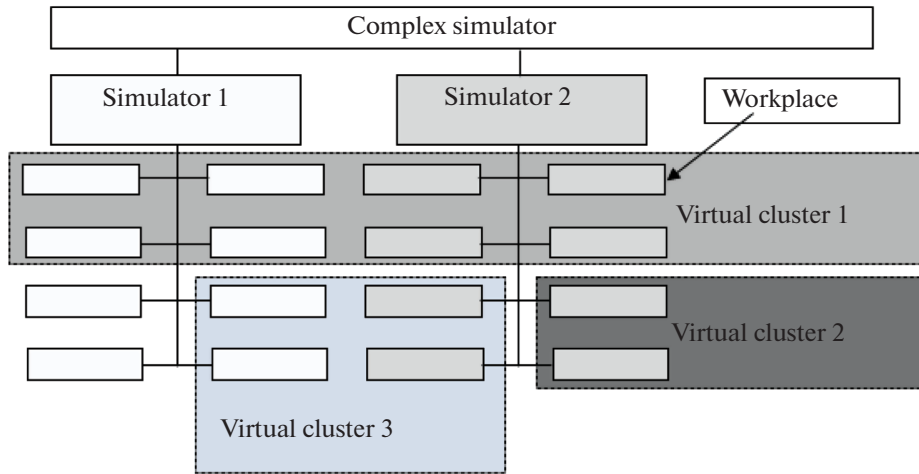 Complex simulator
Simulator 1
Simulator 2
Workplace
Virtual cluster 1
Virtual cluster 2
Virtual cluster 3